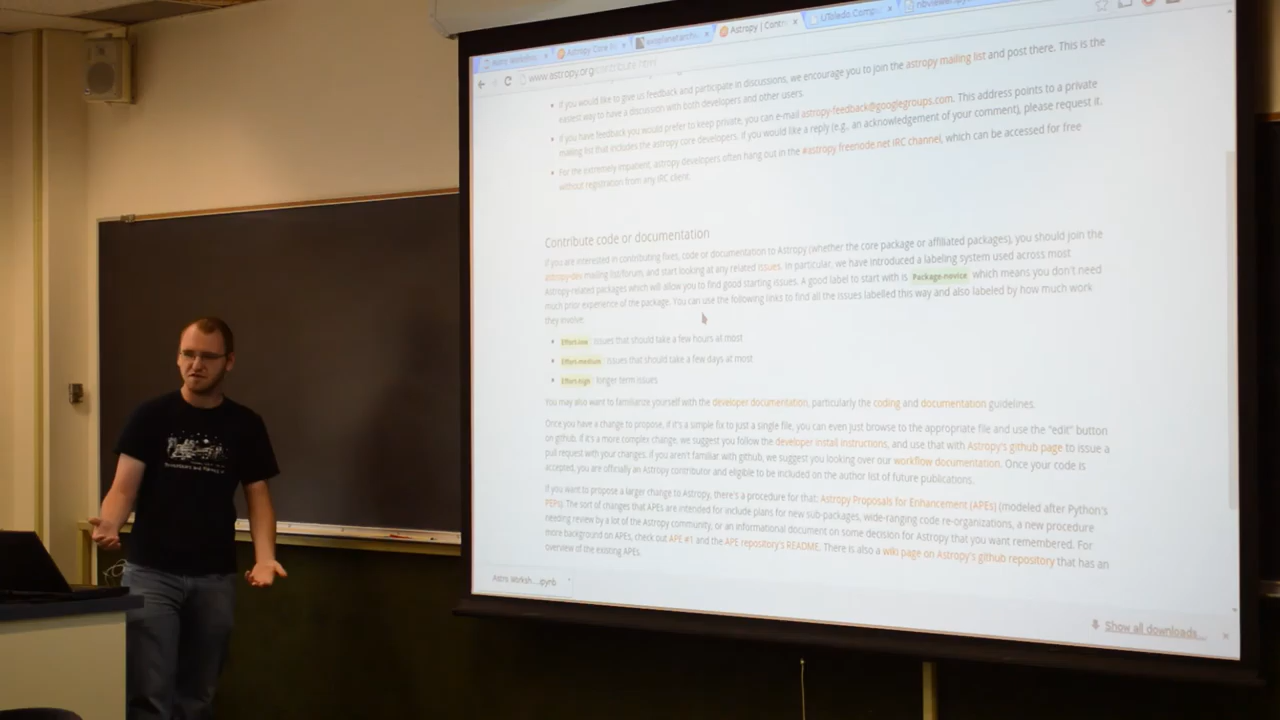 Astropy Core
Astropy | Contr
UToledo Comp
www.astropy.org/contribute.html
If you would like to give us feedback and participate in discussions, we encourage you to join the astropy mailing list and post there. This is the
easiest way to have a discussion with both developers and other users.
If you have feedback you would prefer to keep private, you can e-mail astropy-feedback@googlegroups.com. This address points to a private
mailing list that includes the astropy core developers. If you would like a reply (e.g., an acknowledgement of your comment), please request it.
For the extremely impatient, astropy developers often hang out in the #astropy freenode.net IRC channel, which can be accessed for free
without registration from any IRC client.
Contribute code or documentation
If you are interested in contributing fixes, code or documentation to Astropy (whether the core package or affiliated packages), you should join the
astropy-dev mailing list/forum, and start looking at any related issues. In particular, we have introduced a labeling system used across most
Astropy-related packages which will allow you to find good starting issues. A good label to start with is Package-novice which means you don't need
much prior experience of the package. You can use the following links to find all the issues labelled this way and also labeled by how much work
they involve:
Effort-low issues that should take a few hours at most
Effort-medium issues that should take a few days at most
Effort-high longer term issues
You may also want to familiarize yourself with the developer documentation, particularly the coding and documentation guidelines.
Once you have a change to propose, if it's a simple fix to just a single file, you can even just browse to the appropriate file and use the "edit" button
on github. If it's a more complex change, we suggest you follow the developer install instructions, and use that with Astropy's github page to issue a
pull request with your changes. If you aren't familiar with github, we suggest you looking over our workflow documentation. Once your code is
accepted, you are officially an Astropy contributor and eligible to be included on the author list of future publications.
If you want to propose a larger change to Astropy, there's a procedure for that: Astropy Proposals for Enhancement (APEs) (modeled after Python's
PEPs). The sort of changes that APEs are intended for include plans for new sub-packages, wide-ranging code re-organizations, a new procedure
needing review by a lot of the Astropy community, or an informational document on some decision for Astropy that you want remembered. For
more background on APEs, check out APE #1 and the APE repository's README. There is also a wiki page on Astropy's github repository that has an
overview of the existing APEs.
Astro Worksh....ipynb
Show all downloads...